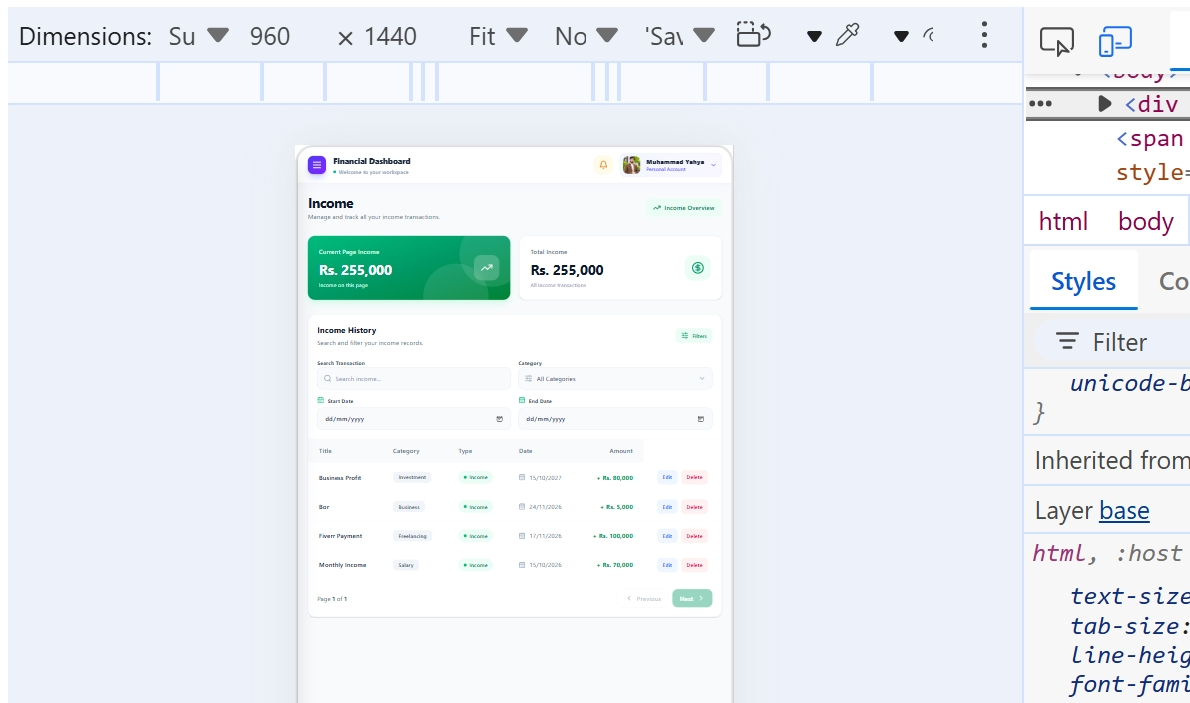 Dimensions: Su 960 × 1440 Fit No 'Sav
<body>
••• <div
<span
style=
html body
Styles Co
Filter
unicode-b
}
Inherited from
Layer base
html, :host
text-size
tab-size:
line-heig
font-fami
Financial Dashboard
Welcome to your workspace
Muhammad Yahya
Personal Account
Income
Manage and track all your income transactions.
Income Overview
Current Page Income
Rs. 255,000
Income on this page
Total Income
Rs. 255,000
All income transactions
Income History
Search and filter your income records.
Filters
Search Transaction
Search income...
Category
All Categories
Start Date
dd/mm/yyyy
End Date
dd/mm/yyyy
Title Category Type Date Amount
Business Profit Investment Income 15/10/2027 + Rs. 80,000 Edit Delete
Bor Business Income 24/11/2026 + Rs. 5,000 Edit Delete
Fiverr Payment Freelancing Income 17/11/2026 + Rs. 100,000 Edit Delete
Monthly Income Salary Income 15/10/2026 + Rs. 70,000 Edit Delete
Page 1 of 1 Previous Next